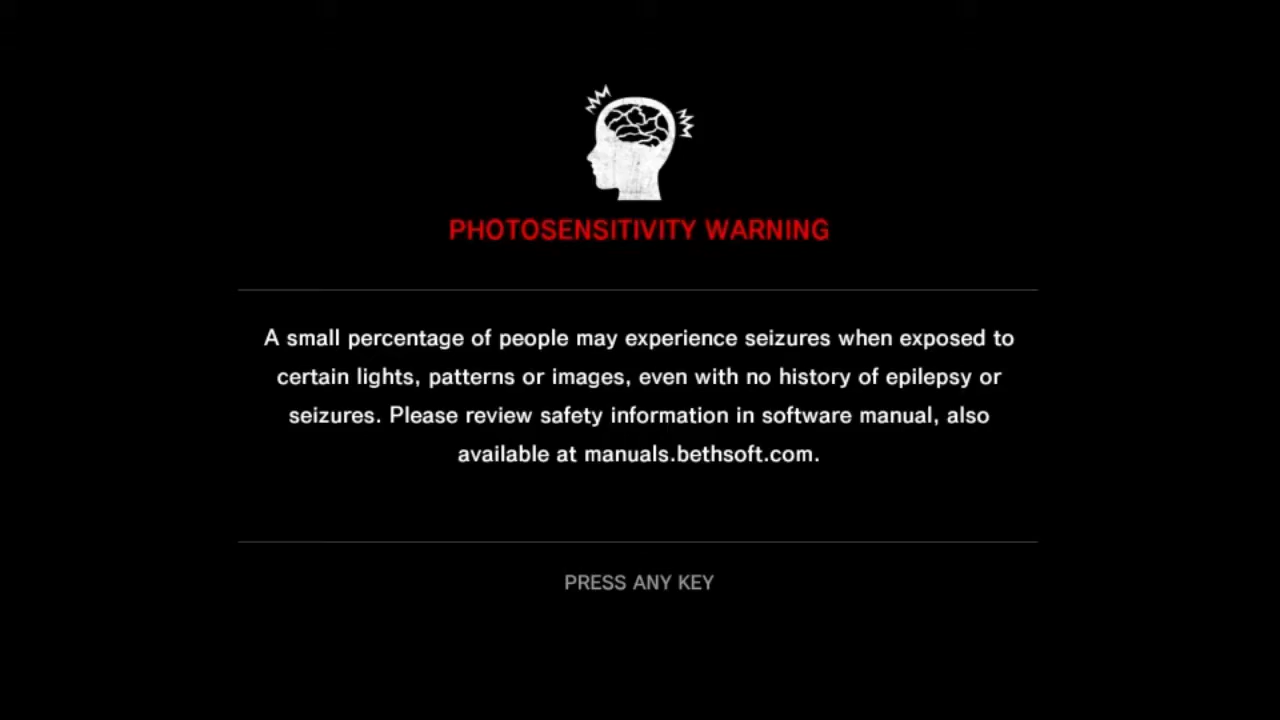 PHOTOSENSITIVITY WARNING
A small percentage of people may experience seizures when exposed to
certain lights, patterns or images, even with no history of epilepsy or
seizures. Please review safety information in software manual, also
available at manuals.bethsoft.com.
PRESS ANY KEY